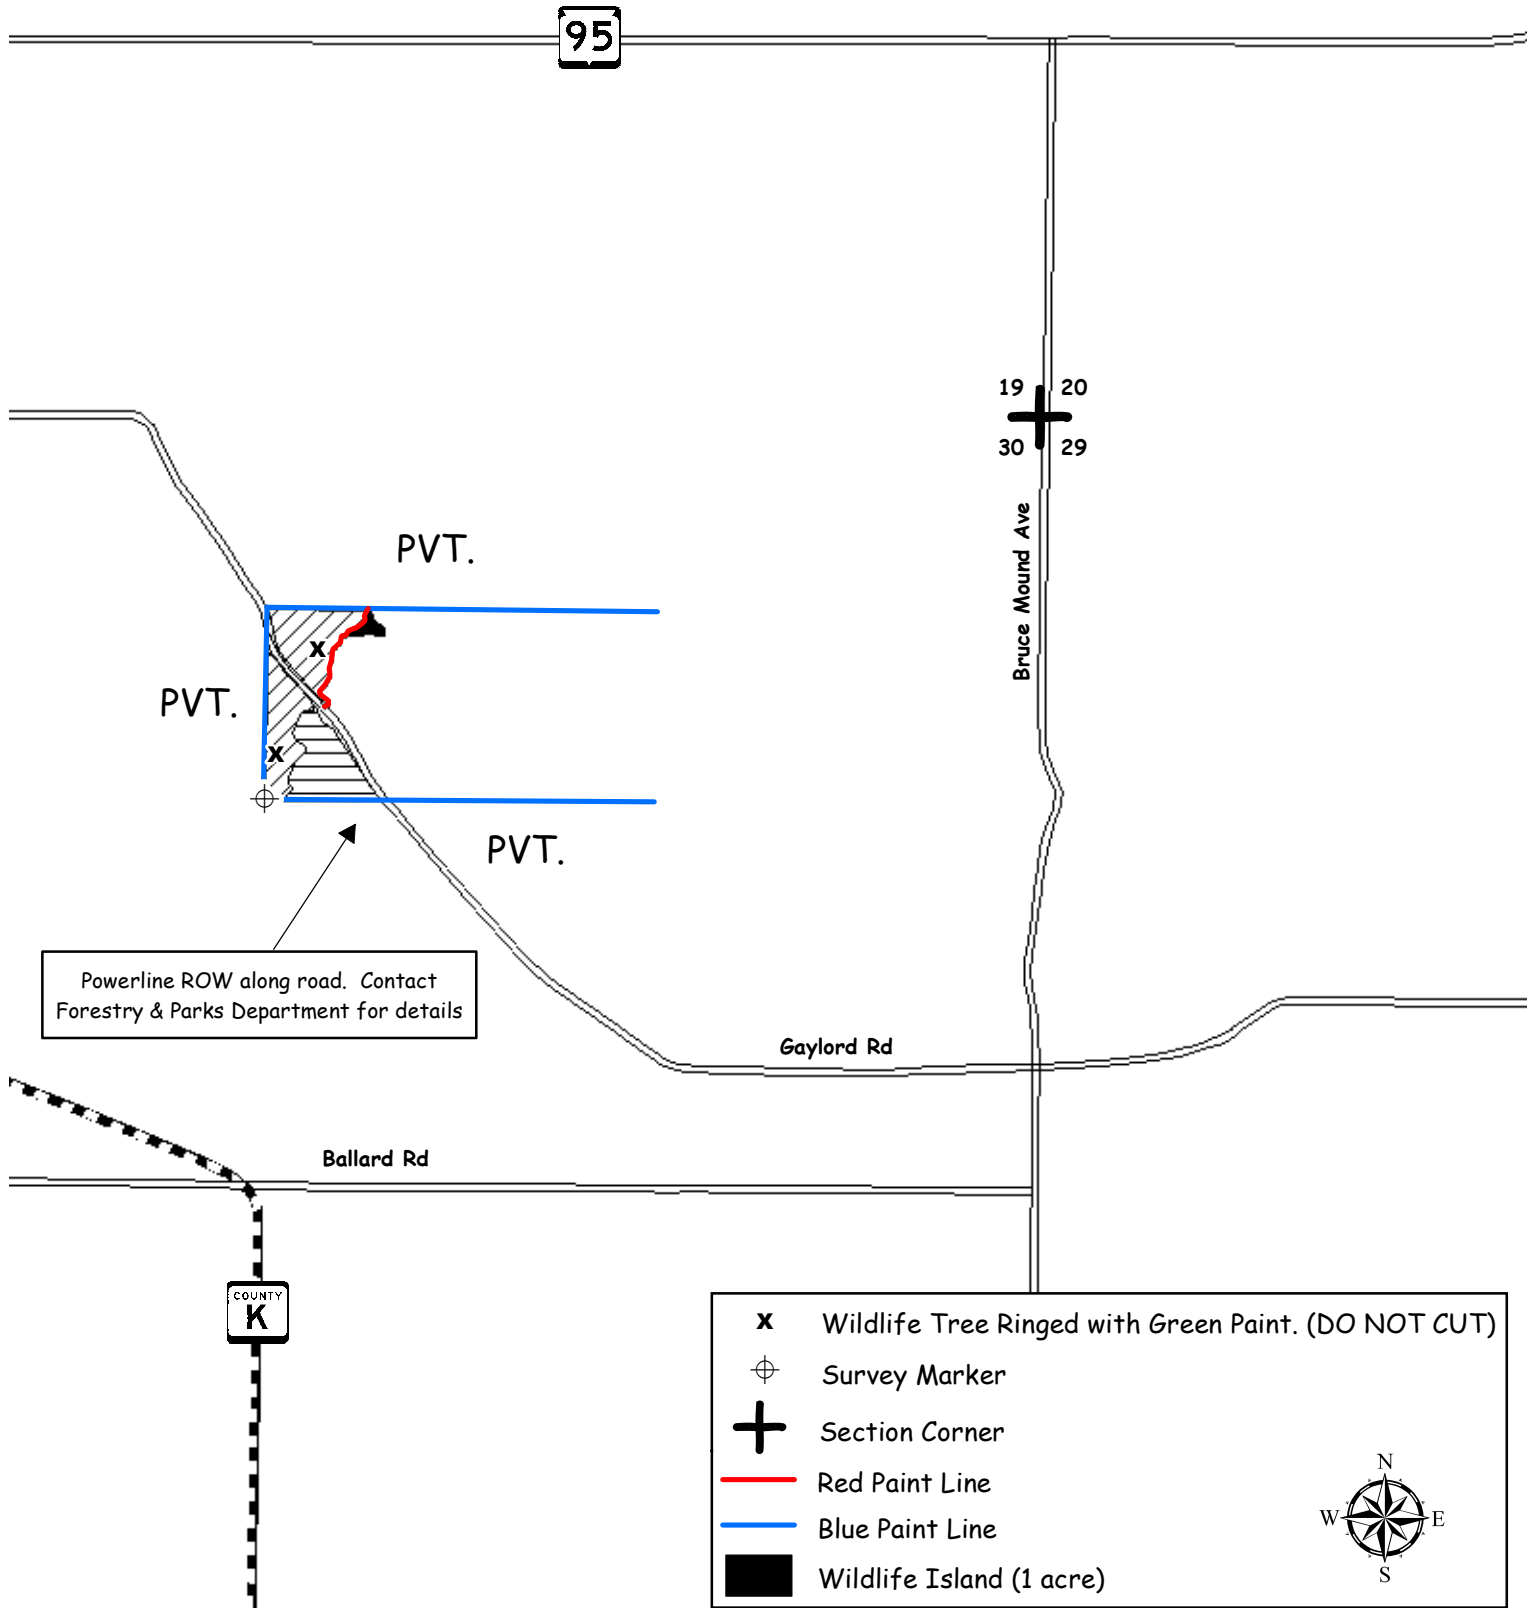 95
19 20
30 29
Bruce Mound Ave
PVT.
PVT.
x
x
PVT.
Powerline ROW along road. Contact
Forestry & Parks Department for details
Gaylord Rd
Ballard Rd
COUNTY
K
x Wildlife Tree Ringed with Green Paint. (DO NOT CUT)
Survey Marker
Section Corner
Red Paint Line
Blue Paint Line
Wildlife Island (1 acre)
N
W E
S